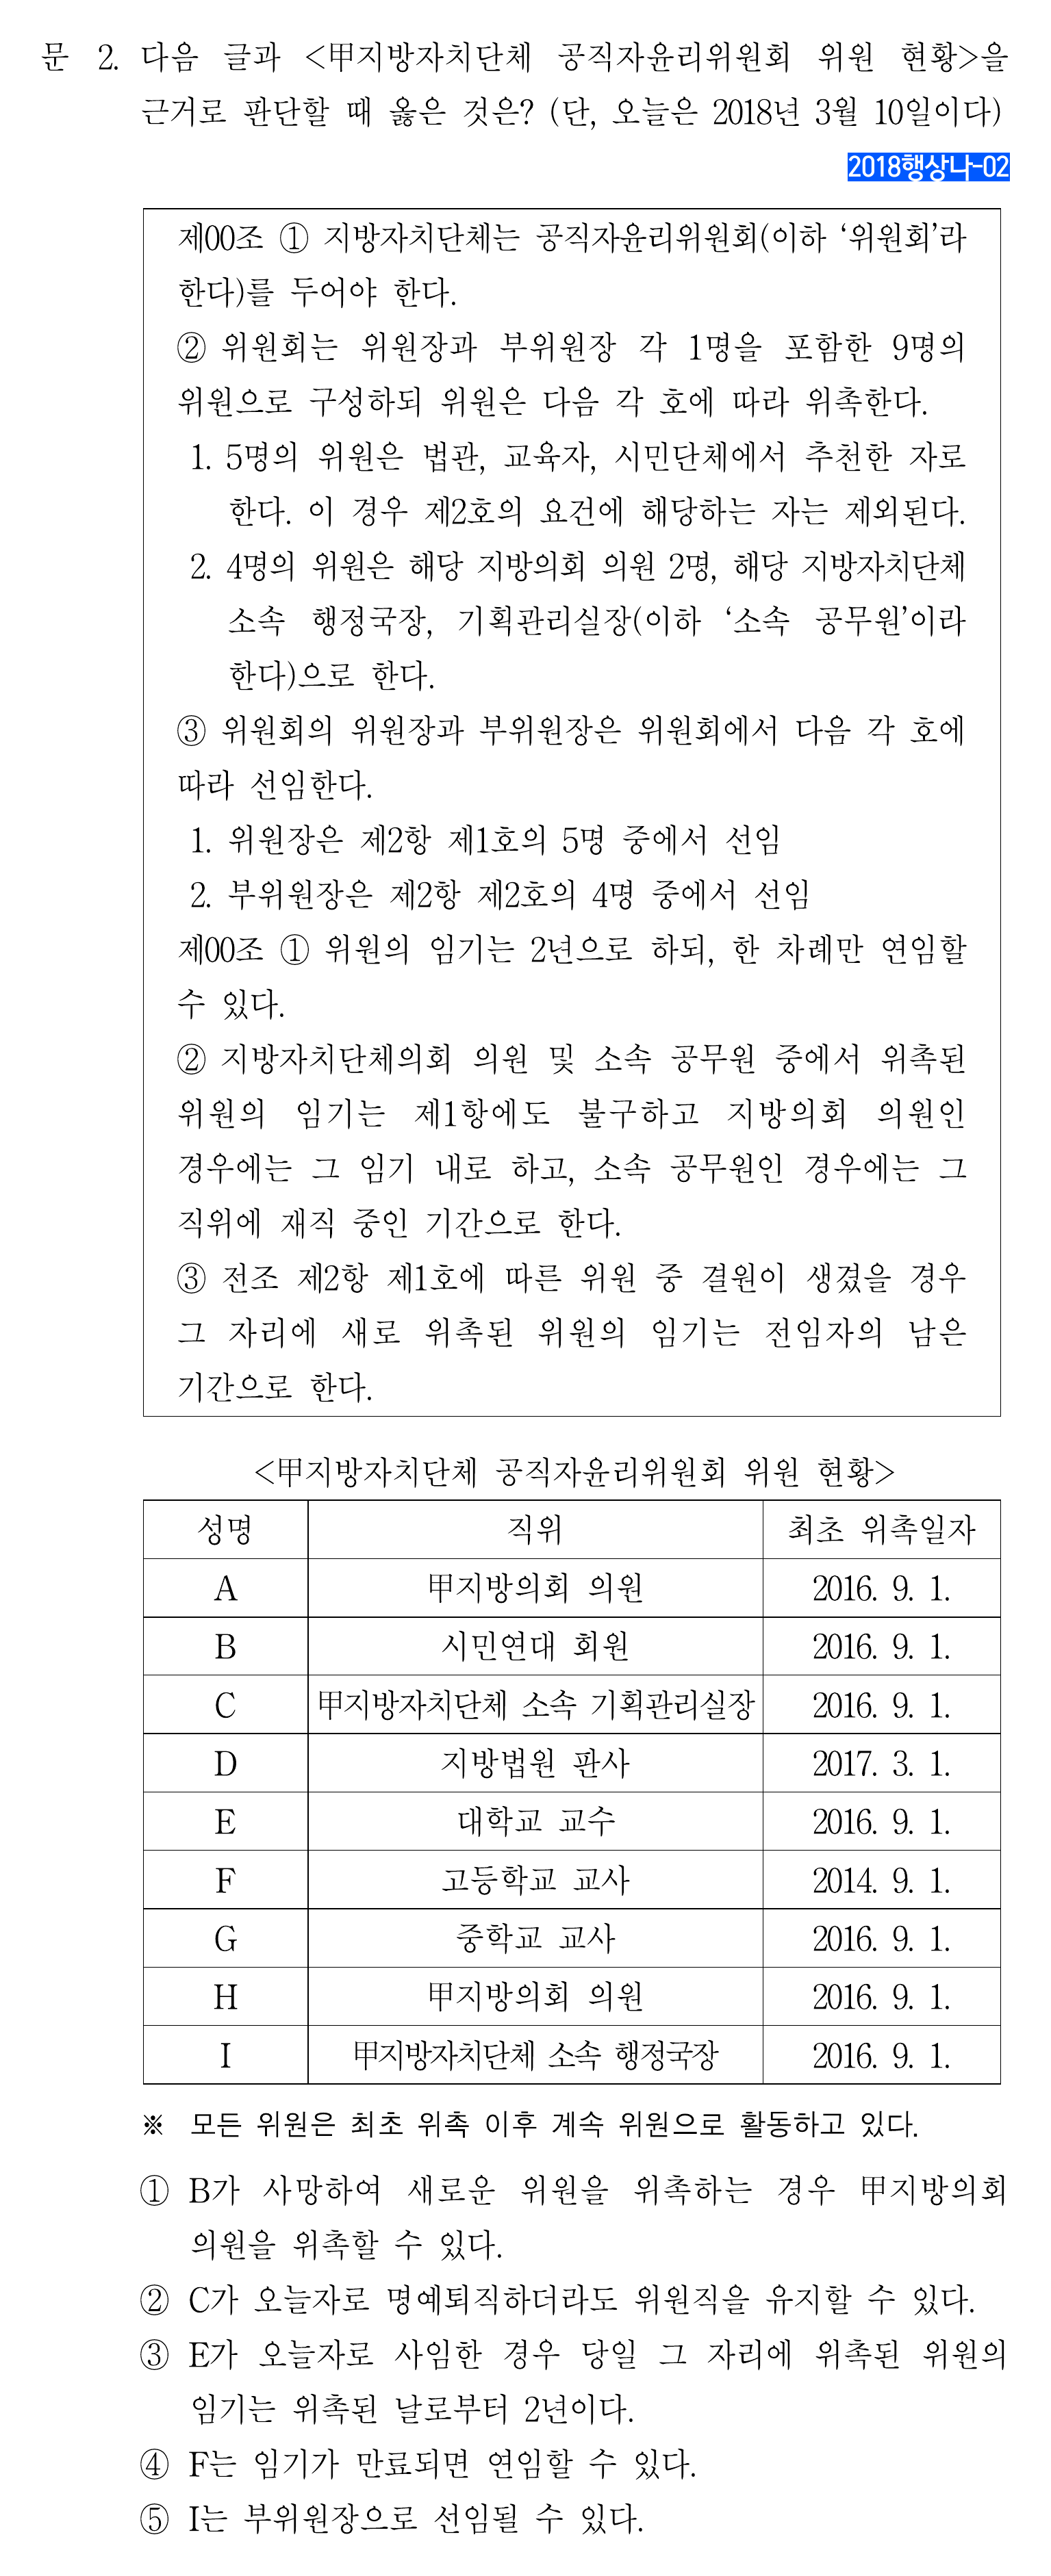 문 2. 다음 글과 <甲지방자치단체 공직자윤리위원회 위원 현황>을
근거로 판단할 때 옳은 것은? (단, 오늘은 2018년 3월 10일이다)
2018행상나-02
제00조 ① 지방자치단체는 공직자윤리위원회(이하 ‘위원회’라
한다)를 두어야 한다.
② 위원회는 위원장과 부위원장 각 1명을 포함한 9명의
위원으로 구성하되 위원은 다음 각 호에 따라 위촉한다.
1. 5명의 위원은 법관, 교육자, 시민단체에서 추천한 자로
한다. 이 경우 제2호의 요건에 해당하는 자는 제외된다.
2. 4명의 위원은 해당 지방의회 의원 2명, 해당 지방자치단체
소속 행정국장, 기획관리실장(이하 ‘소속 공무원’이라
한다)으로 한다.
③ 위원회의 위원장과 부위원장은 위원회에서 다음 각 호에
따라 선임한다.
1. 위원장은 제2항 제1호의 5명 중에서 선임
2. 부위원장은 제2항 제2호의 4명 중에서 선임
제00조 ① 위원의 임기는 2년으로 하되, 한 차례만 연임할
수 있다.
② 지방자치단체의회 의원 및 소속 공무원 중에서 위촉된
위원의 임기는 제1항에도 불구하고 지방의회 의원인
경우에는 그 임기 내로 하고, 소속 공무원인 경우에는 그
직위에 재직 중인 기간으로 한다.
③ 전조 제2항 제1호에 따른 위원 중 결원이 생겼을 경우
그 자리에 새로 위촉된 위원의 임기는 전임자의 남은
기간으로 한다.
<甲지방자치단체 공직자윤리위원회 위원 현황>
성명 직위 최초 위촉일자
A 甲지방의회 의원 2016. 9. 1.
B 시민연대 회원 2016. 9. 1.
C 甲지방자치단체 소속 기획관리실장 2016. 9. 1.
D 지방법원 판사 2017. 3. 1.
E 대학교 교수 2016. 9. 1.
F 고등학교 교사 2014. 9. 1.
G 중학교 교사 2016. 9. 1.
H 甲지방의회 의원 2016. 9. 1.
I 甲지방자치단체 소속 행정국장 2016. 9. 1.
※ 모든 위원은 최초 위촉 이후 계속 위원으로 활동하고 있다.
① B가 사망하여 새로운 위원을 위촉하는 경우 甲지방의회
의원을 위촉할 수 있다.
② C가 오늘자로 명예퇴직하더라도 위원직을 유지할 수 있다.
③ E가 오늘자로 사임한 경우 당일 그 자리에 위촉된 위원의
임기는 위촉된 날로부터 2년이다.
④ F는 임기가 만료되면 연임할 수 있다.
⑤ I는 부위원장으로 선임될 수 있다.